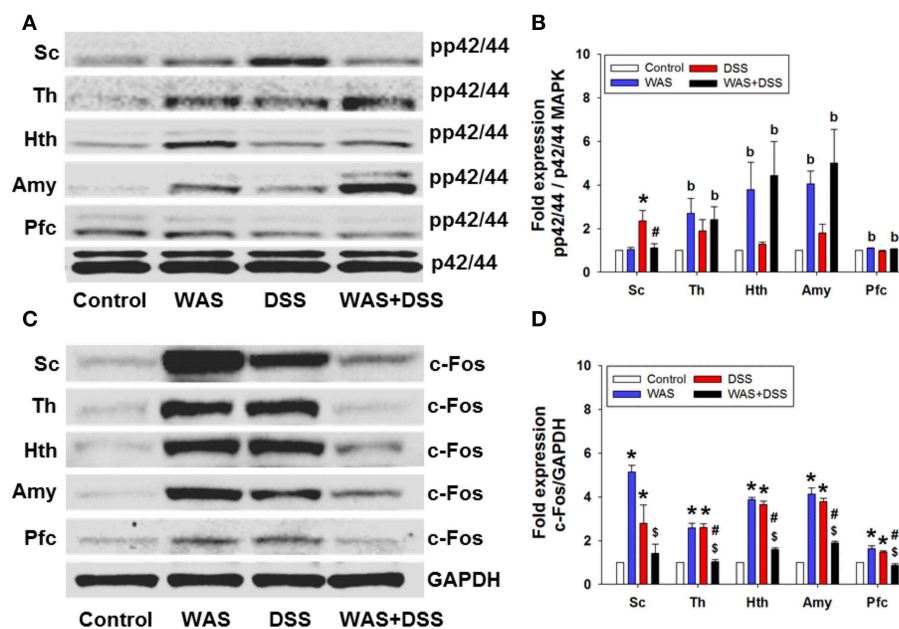 A
Sc pp42/44
Th pp42/44
Hth pp42/44
Amy pp42/44
Pfc pp42/44
p42/44
Control WAS DSS WAS+DSS
B
Fold expression
pp42/44 / p42/44 MAPK
10
8
6
4
2
0
Control DSS
WAS WAS+DSS
* #
b b
b b
b b
b b
Sc Th Hth Amy Pfc
C
Sc c-Fos
Th c-Fos
Hth c-Fos
Amy c-Fos
Pfc c-Fos
GAPDH
Control WAS DSS WAS+DSS
D
Fold expression
c-Fos/GAPDH
10
8
6
4
2
0
Control DSS
WAS WAS+DSS
* * $
* * # $
* * # $
* * # $
* * # $
Sc Th Hth Amy Pfc